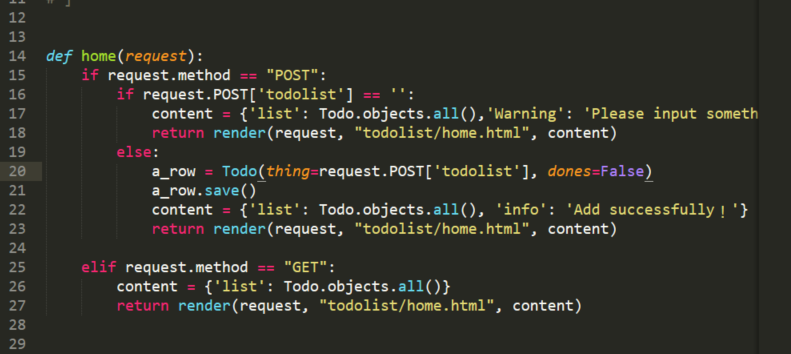 11 # ]
12
13
14 def home(request):
15     if request.method == "POST":
16         if request.POST['todolist'] == '':
17             content = {'list': Todo.objects.all(),'Warning': 'Please input someth
18             return render(request, "todolist/home.html", content)
19         else:
20             a_row = Todo(thing=request.POST['todolist'], dones=False)
21             a_row.save()
22             content = {'list': Todo.objects.all(), 'info': 'Add successfully！'}
23             return render(request, "todolist/home.html", content)
24
25     elif request.method == "GET":
26         content = {'list': Todo.objects.all()}
27         return render(request, "todolist/home.html", content)
28
29